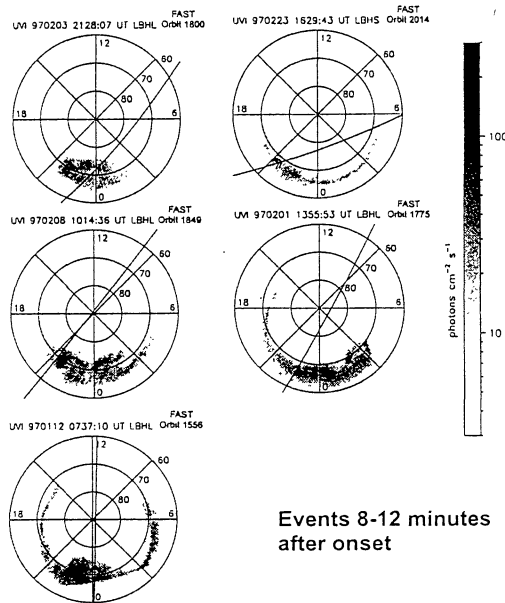 FAST
UVI 970203 2128:07 UT LBHL Orbit 1800
12
60
70
80
18
6
0
FAST
UVI 970223 1629:43 UT LBHS Orbit 2014
12
60
70
80
18
6
0
FAST
UVI 970208 1014:36 UT LBHL Orbit 1849
12
60
70
80
18
6
0
FAST
UVI 970201 1355:53 UT LBHL Orbit 1775
12
60
70
80
18
6
0
FAST
UVI 970112 0737:10 UT LBHL Orbit 1556
12
60
70
80
18
6
0
100
10
photons cm⁻² s⁻¹
Events 8-12 minutes
after onset